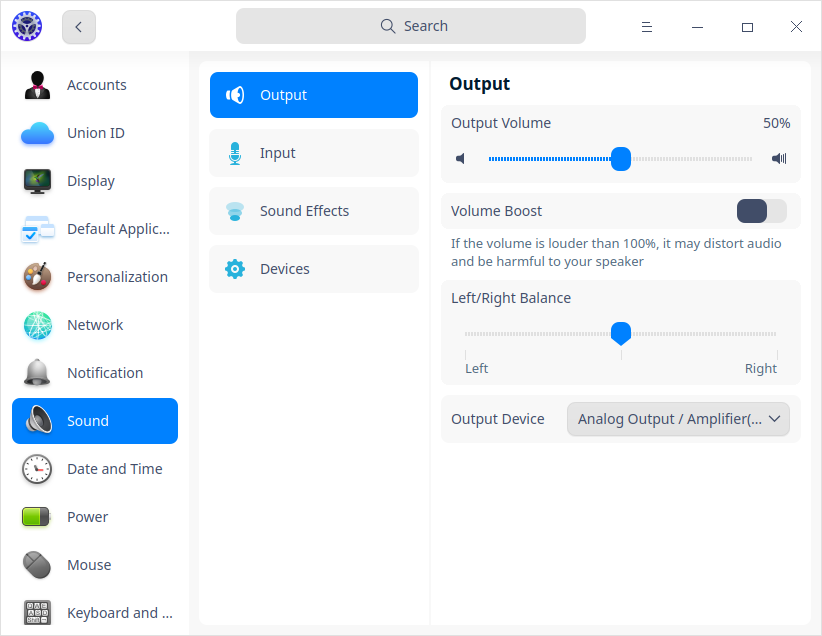 Search
Accounts
Union ID
Display
Default Applic...
Personalization
Network
Notification
Sound
Date and Time
Power
Mouse
Keyboard and ...
Output
Input
Sound Effects
Devices
Output
Output Volume 50%
Volume Boost
If the volume is louder than 100%, it may distort audio
and be harmful to your speaker
Left/Right Balance
Left Right
Output Device Analog Output / Amplifier(...